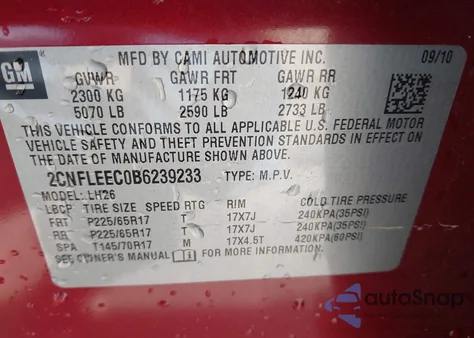 GM
MFD BY CAMI AUTOMOTIVE INC. 09/10
GVWR GAWR FRT GAWR RR
2300 KG 1175 KG 1240 KG
5070 LB 2590 LB 2733 LB
THIS VEHICLE CONFORMS TO ALL APPLICABLE U.S. FEDERAL MOTOR
VEHICLE SAFETY AND THEFT PREVENTION STANDARDS IN EFFECT ON
THE DATE OF MANUFACTURE SHOWN ABOVE.
2CNFLEEC0B6239233 TYPE: M.P.V.
MODEL: LH26
LBCP TIRE SIZE SPEED RTG RIM COLD TIRE PRESSURE
FRT P225/65R17 T 17X7J 240KPA(35PSI)
RR P225/65R17 T 17X7J 240KPA(35PSI)
SPA T145/70R17 M 17X4.5T 420KPA(60PSI)
SEE OWNER'S MANUAL FOR MORE INFORMATION
autoSnap